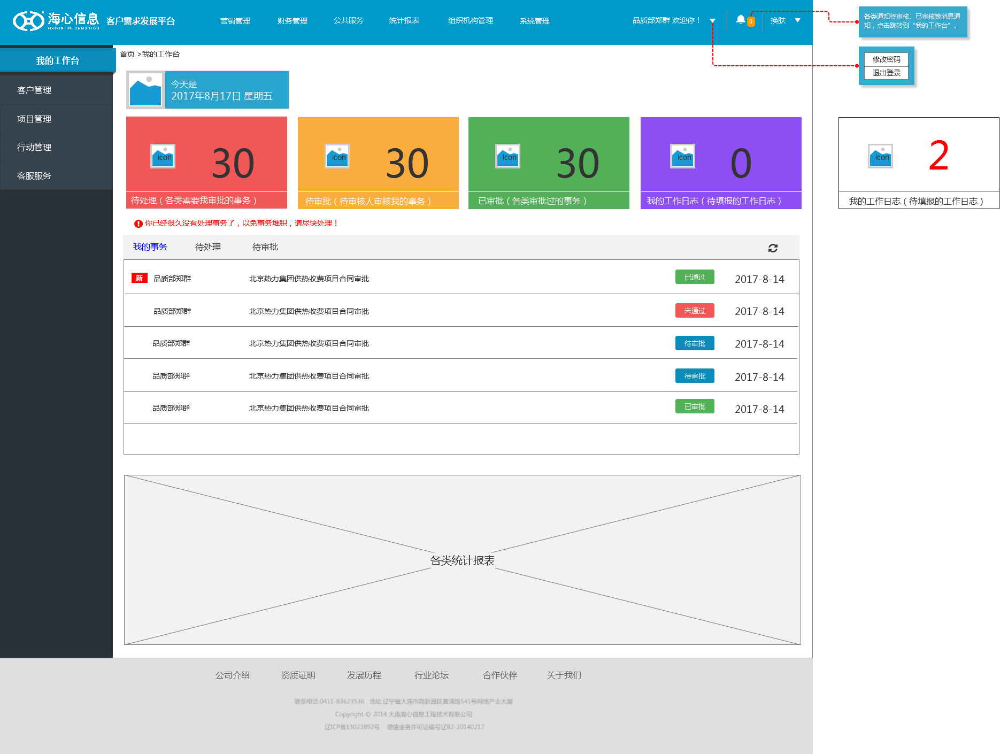 海心信息
HAIXIN INFORMATION
客户需求发展平台
营销管理
财务管理
公共服务
统计报表
组织机构管理
系统管理
品质部郑群 欢迎你！
0
换肤
各类通知待审核、已审核等消息通
知，点击跳转到“我的工作台”。
修改密码
退出登录
我的工作台
客户管理
项目管理
行动管理
客服服务
首页 >我的工作台
今天是
2017年8月17日 星期五
icon
30
待处理（各类需要我审批的事务）
icon
30
待审批（待审核人审核我的事务）
icon
30
已审批（各类审批过的事务）
icon
0
我的工作日志（待填报的工作日志）
icon
2
我的工作日志（待填报的工作日志）
你已经很久没有处理事务了，以免事务堆积，请尽快处理！
我的事务
待处理
待审批
新 品质部郑群 北京热力集团供热收费项目合同审批 已通过 2017-8-14
品质部郑群 北京热力集团供热收费项目合同审批 未通过 2017-8-14
品质部郑群 北京热力集团供热收费项目合同审批 待审批 2017-8-14
品质部郑群 北京热力集团供热收费项目合同审批 待审批 2017-8-14
品质部郑群 北京热力集团供热收费项目合同审批 已审批 2017-8-14
各类统计报表
公司介绍
资质证明
发展历程
行业论坛
合作伙伴
关于我们
联系电话:0411-83623536 地址:辽宁省大连市高新园区黄浦路541号网络产业大厦
Copyright © 2014 大连海心信息工程技术有限公司
辽ICP备13023892号 增值业务许可证编号辽B2-20140217